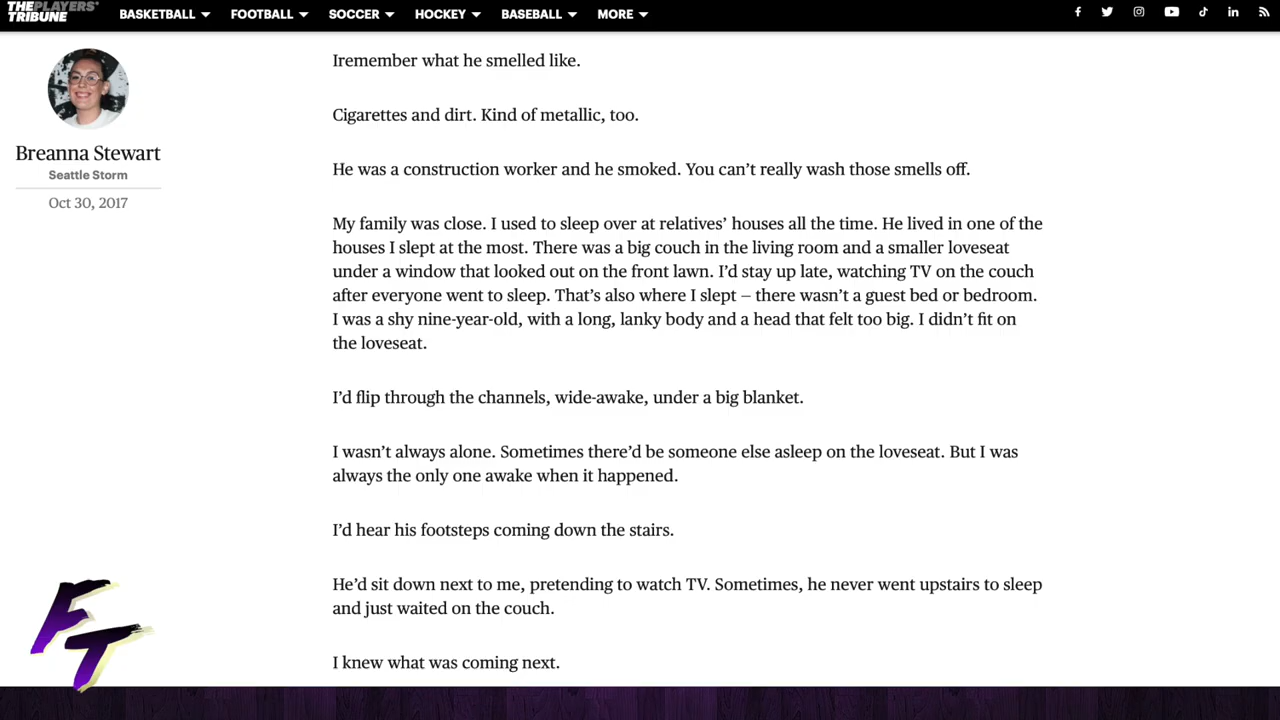 THE PLAYERS'
TRIBUNE
BASKETBALL
FOOTBALL
SOCCER
HOCKEY
BASEBALL
MORE
Breanna Stewart
Seattle Storm
Oct 30, 2017
Iremember what he smelled like.
Cigarettes and dirt. Kind of metallic, too.
He was a construction worker and he smoked. You can’t really wash those smells off.
My family was close. I used to sleep over at relatives’ houses all the time. He lived in one of the
houses I slept at the most. There was a big couch in the living room and a smaller loveseat
under a window that looked out on the front lawn. I’d stay up late, watching TV on the couch
after everyone went to sleep. That’s also where I slept — there wasn’t a guest bed or bedroom.
I was a shy nine-year-old, with a long, lanky body and a head that felt too big. I didn’t fit on
the loveseat.
I’d flip through the channels, wide-awake, under a big blanket.
I wasn’t always alone. Sometimes there’d be someone else asleep on the loveseat. But I was
always the only one awake when it happened.
I’d hear his footsteps coming down the stairs.
He’d sit down next to me, pretending to watch TV. Sometimes, he never went upstairs to sleep
and just waited on the couch.
I knew what was coming next.
FT